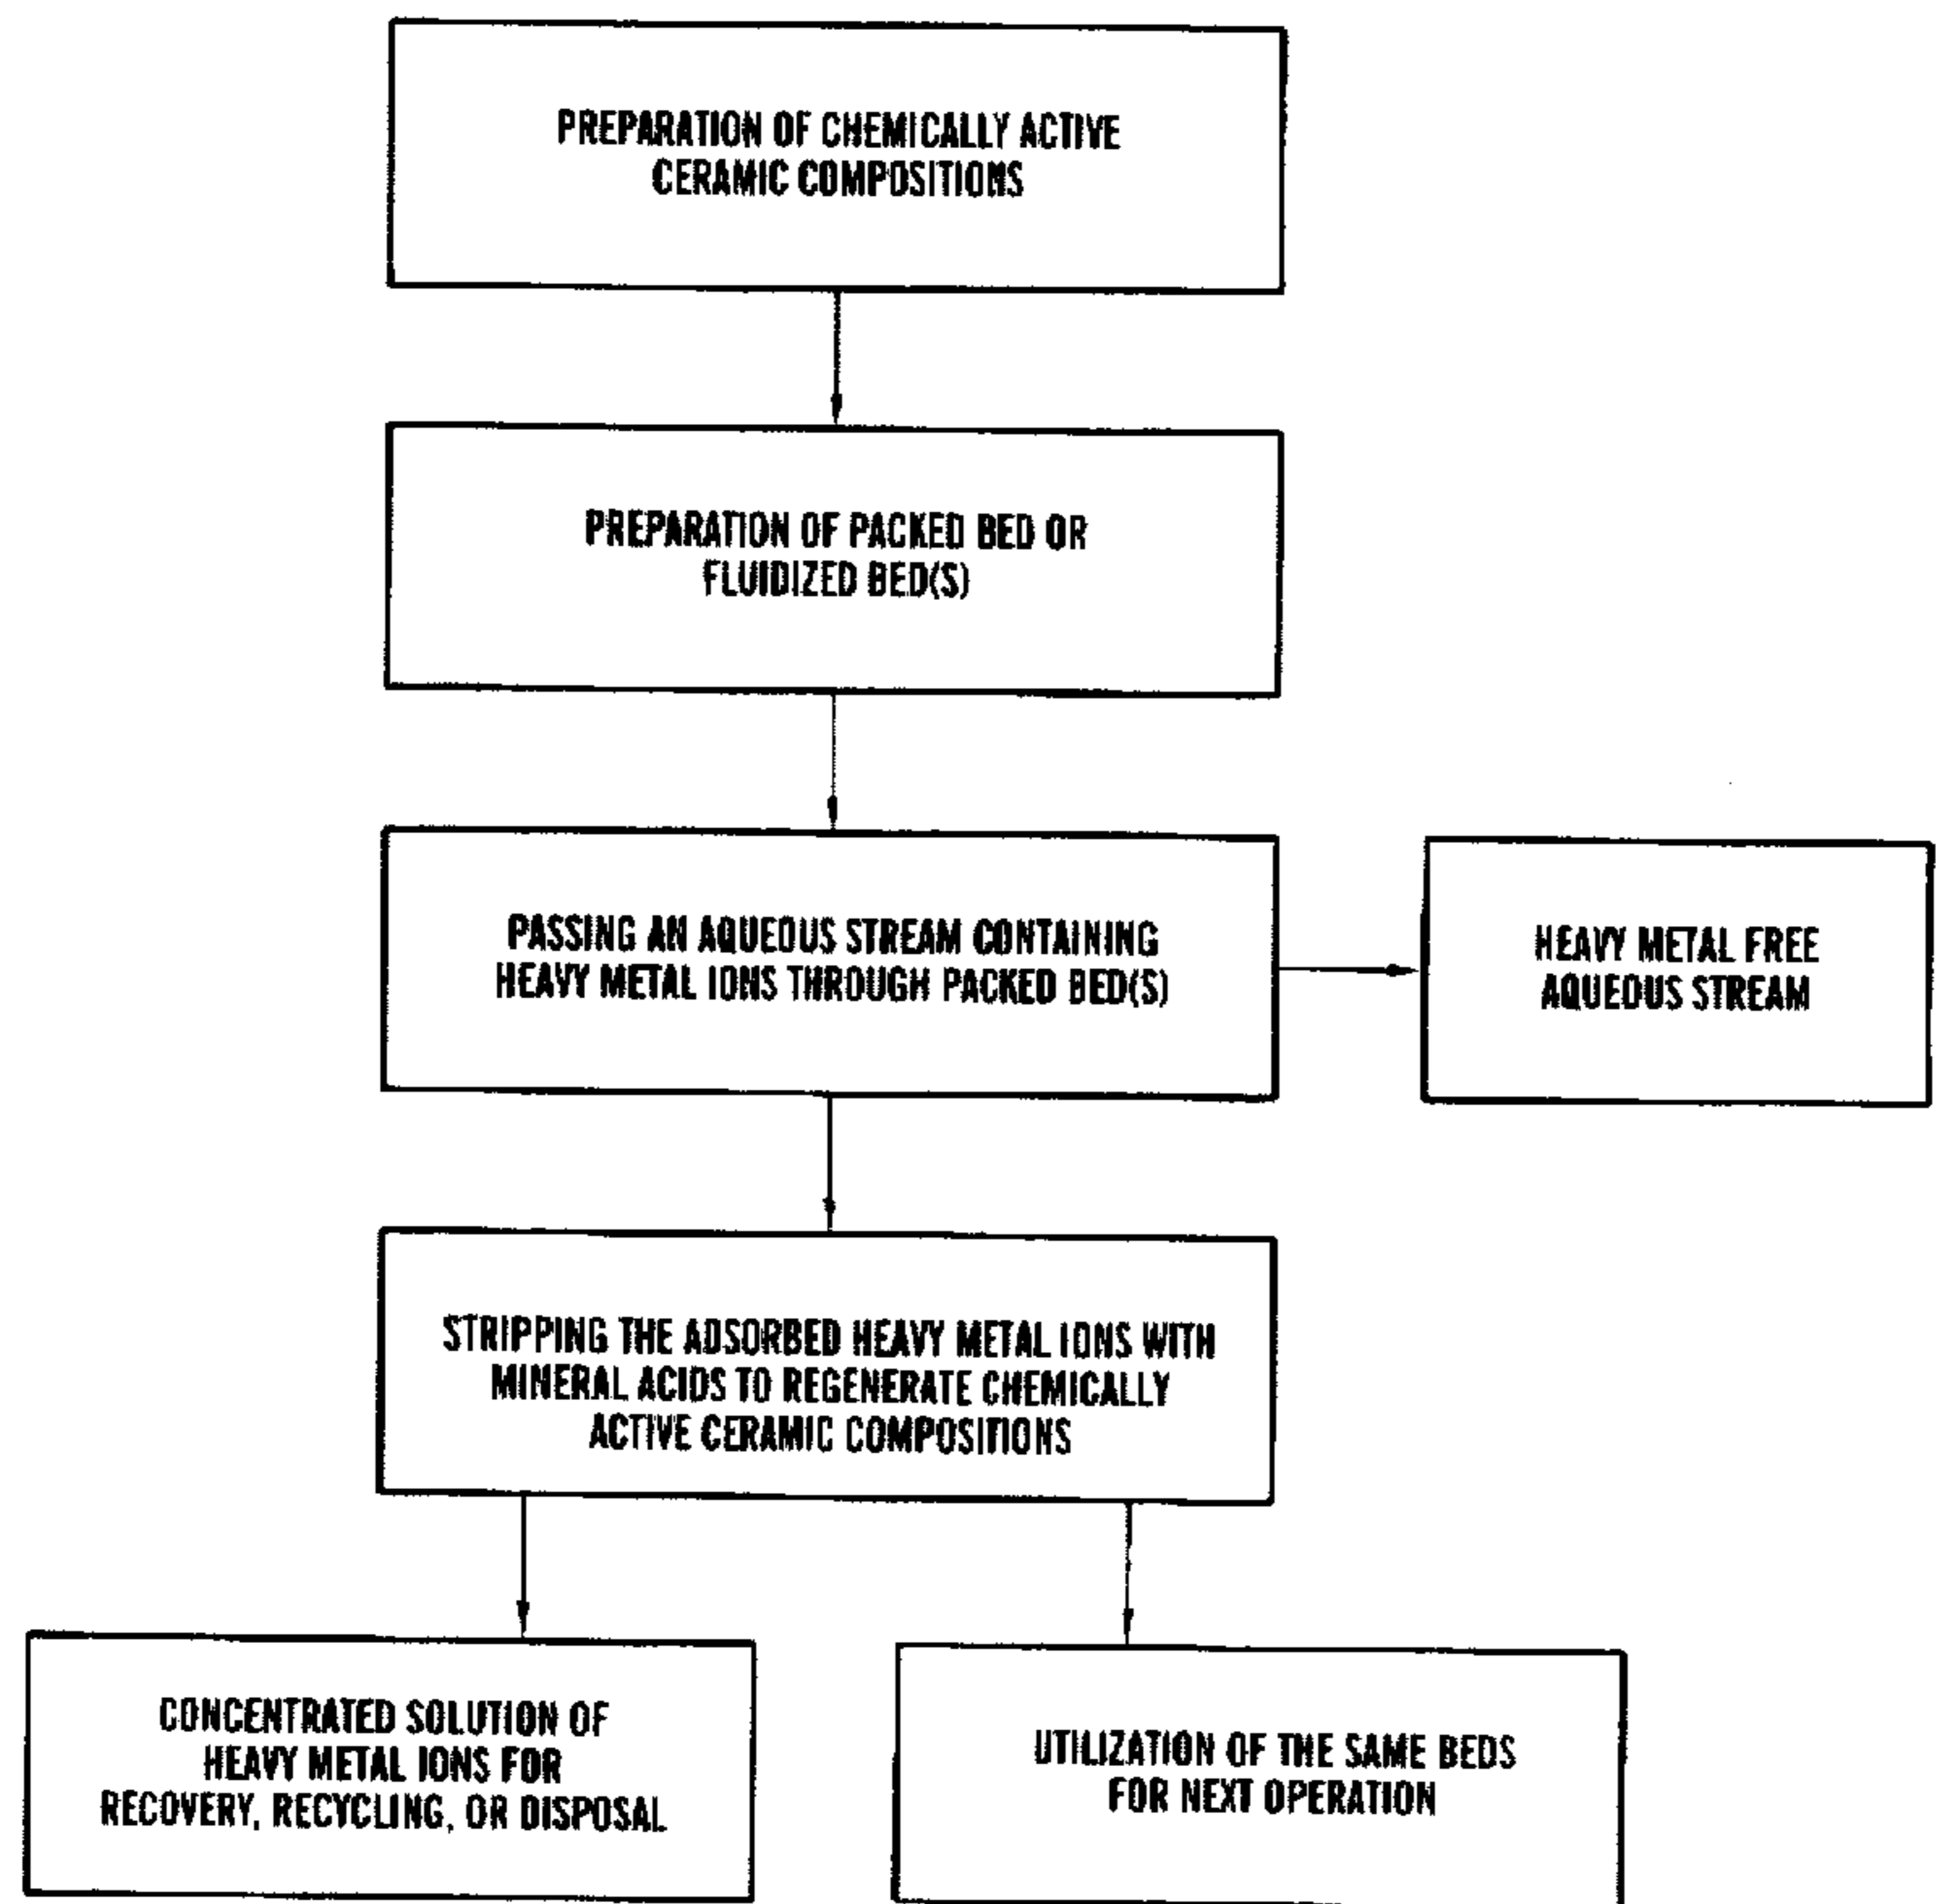 PREPARATION OF CHEMICALLY ACTIVE
CERAMIC COMPOSITIONS
PREPARATION OF PACKED BED OR
FLUIDIZED BED(S)
PASSING AN AQUEOUS STREAM CONTAINING
HEAVY METAL IONS THROUGH PACKED BED(S)
HEAVY METAL FREE
AQUEOUS STREAM
STRIPPING THE ADSORBED HEAVY METAL IONS WITH
MINERAL ACIDS TO REGENERATE CHEMICALLY
ACTIVE CERAMIC COMPOSITIONS
CONCENTRATED SOLUTION OF
HEAVY METAL IONS FOR
RECOVERY, RECYCLING, OR DISPOSAL
UTILIZATION OF THE SAME BEDS
FOR NEXT OPERATION